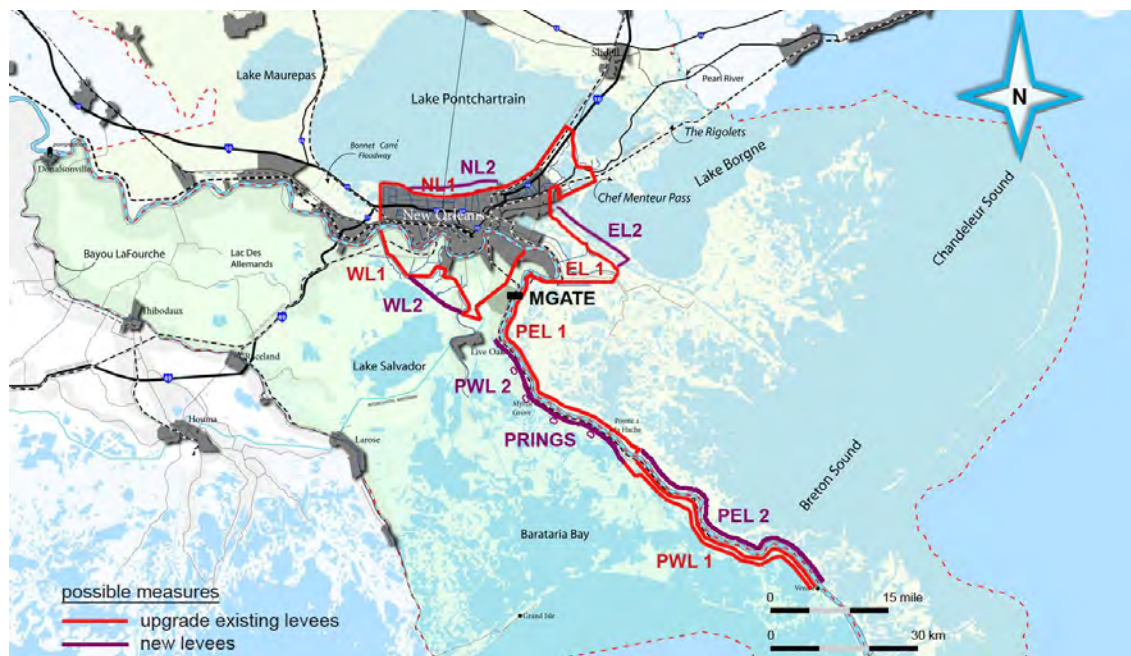 Lake Maurepas
Lake Pontchartrain
Slidell
Pearl River
N
The Rigolets
Bonnet Carré
Floodway
Donalsonville
NL2
NL1
Lake Borgne
Chef Menteur Pass
New Orleans
Chandeleur Sound
EL2
Bayou LaFourche
Lac Des
Allemands
WL1
EL 1
WL2
MGATE
Thibodaux
PEL 1
Raceland
Lake Salvador
Live Oak
PWL 2
Myrtle
Grove
Houma
PRINGS
Pointe a
la Hache
Larose
Breton Sound
PEL 2
Barataria Bay
PWL 1
possible measures
upgrade existing levees
new levees
Grand Isle
0 15 mile
0 30 km